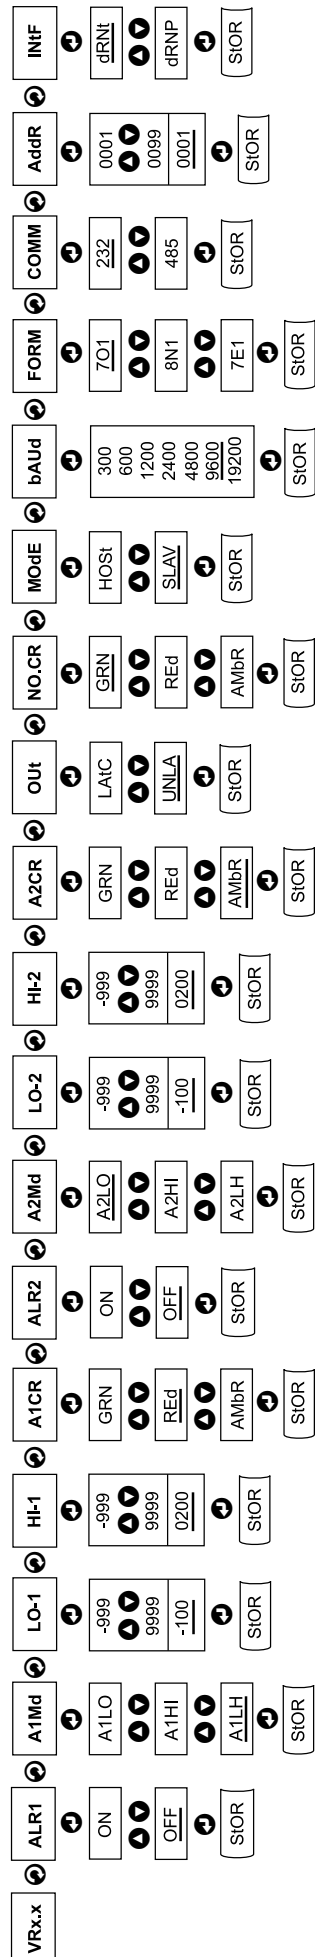 VRx.x
ALR1
ON
OFF
StOR
A1Md
A1LO
A1HI
A1LH
StOR
LO-1
-999
9999
-100
StOR
HI-1
-999
9999
0200
StOR
A1CR
GRN
REd
AMbR
StOR
ALR2
ON
OFF
StOR
A2Md
A2LO
A2HI
A2LH
StOR
LO-2
-999
9999
-100
StOR
HI-2
-999
9999
0200
StOR
A2CR
GRN
REd
AMbR
StOR
OUt
LAtC
UNLA
StOR
NO.CR
GRN
REd
AMbR
StOR
MOdE
HOSt
SLAV
StOR
bAUd
300
600
1200
2400
4800
9600
19200
StOR
FORM
7O1
8N1
7E1
StOR
COMM
232
485
StOR
AddR
0001
0099
0001
StOR
INtF
dRNt
dRNP
StOR